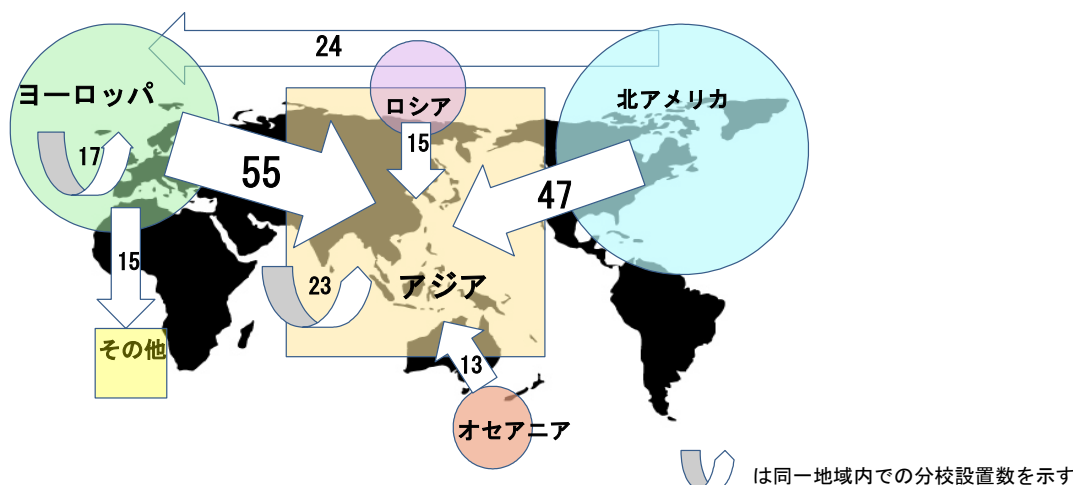 24
ヨーロッパ
北アメリカ
ロシア
17
15
55
47
15
23
アジア
その他
13
オセアニア
は同一地域内での分校設置数を示す